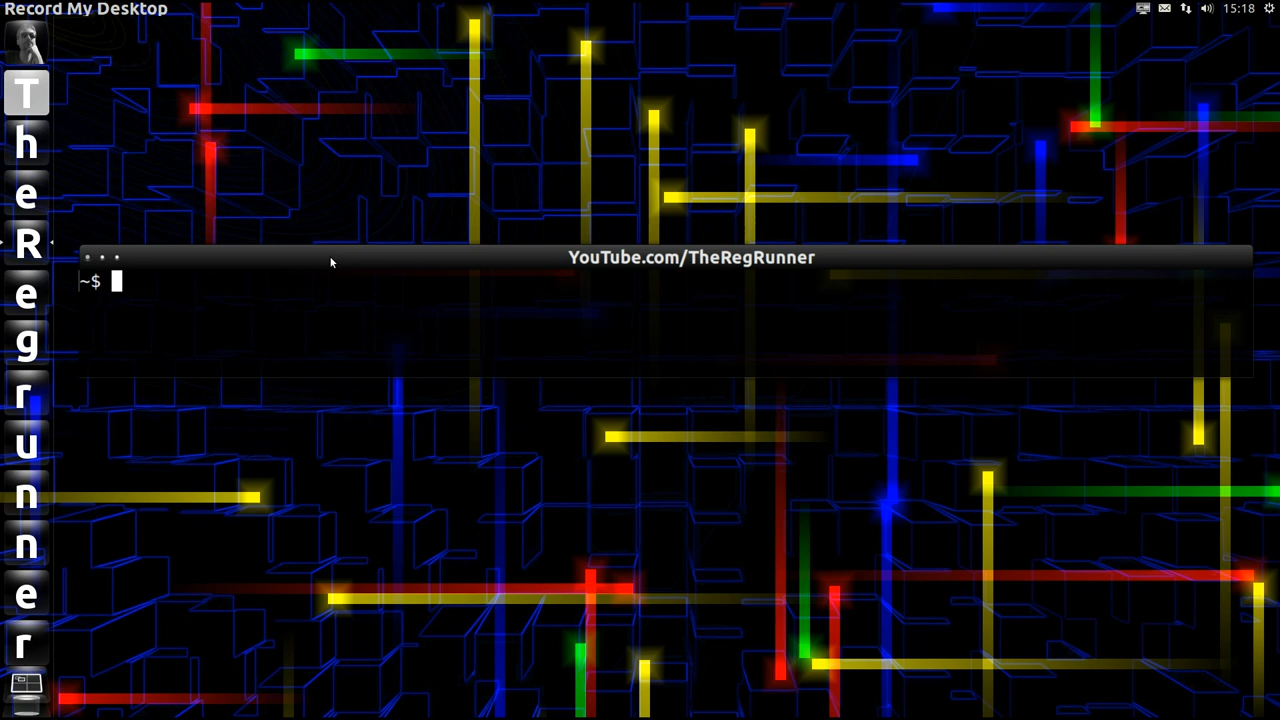 Record My Desktop
15:18
T
h
e
R
e
g
r
u
n
n
e
r
YouTube.com/TheRegRunner
~$